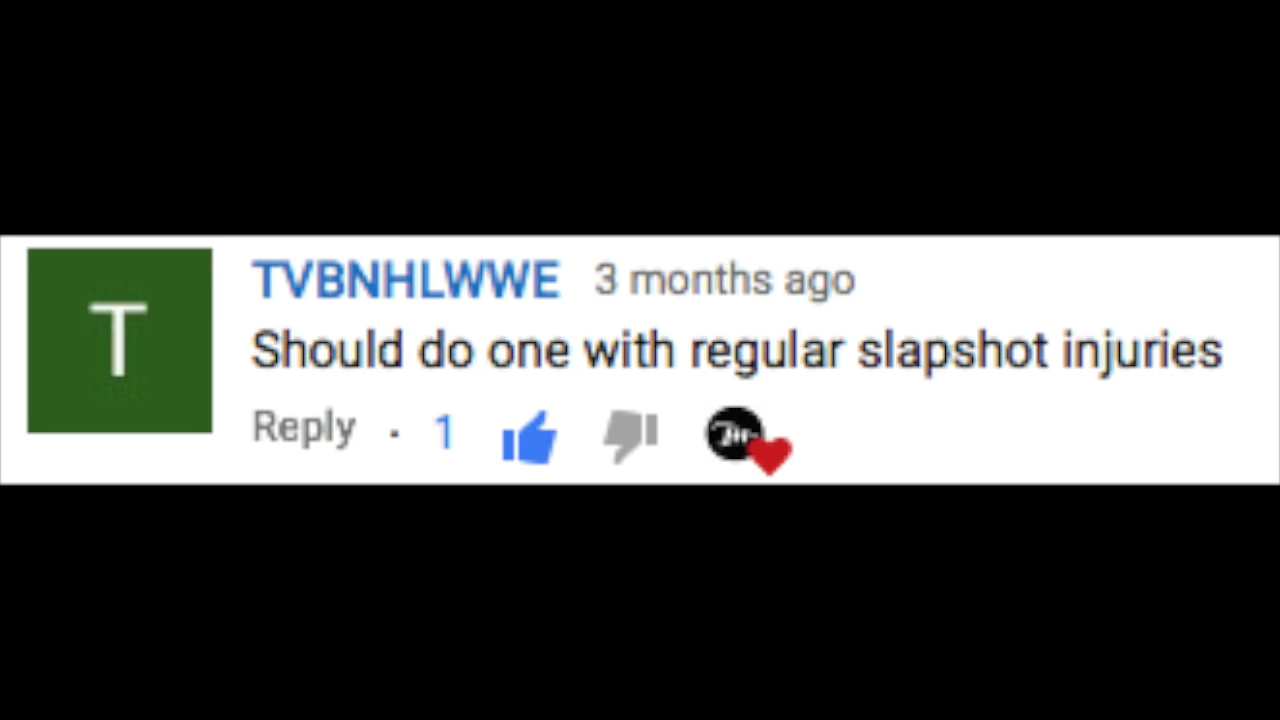 T
TVBNHLWWE 3 months ago
Should do one with regular slapshot injuries
Reply · 1